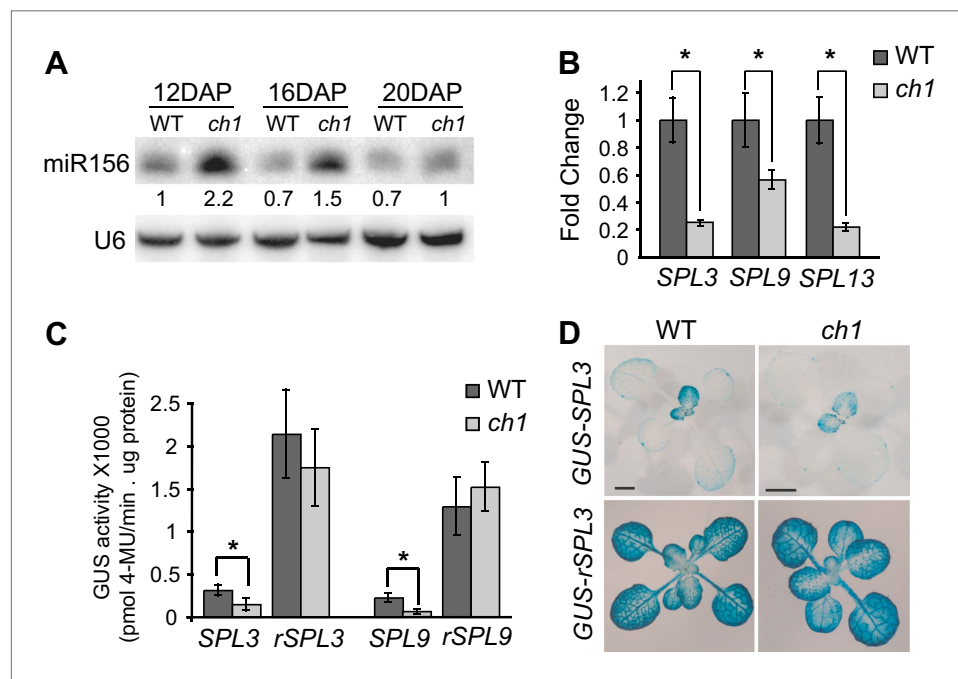 A
12DAP 16DAP 20DAP
WT ch1 WT ch1 WT ch1
miR156
1 2.2 0.7 1.5 0.7 1
U6
B
WT
ch1
* * *
Fold Change
1.2
1
0.8
0.6
0.4
0.2
0
SPL3 SPL9 SPL13
C
WT
ch1
GUS activity X1000
(pmol 4-MU/min . ug protein)
2.5
2
1.5
1
0.5
0
* *
SPL3 rSPL3 SPL9 rSPL9
D
WT ch1
GUS-SPL3
GUS-rSPL3